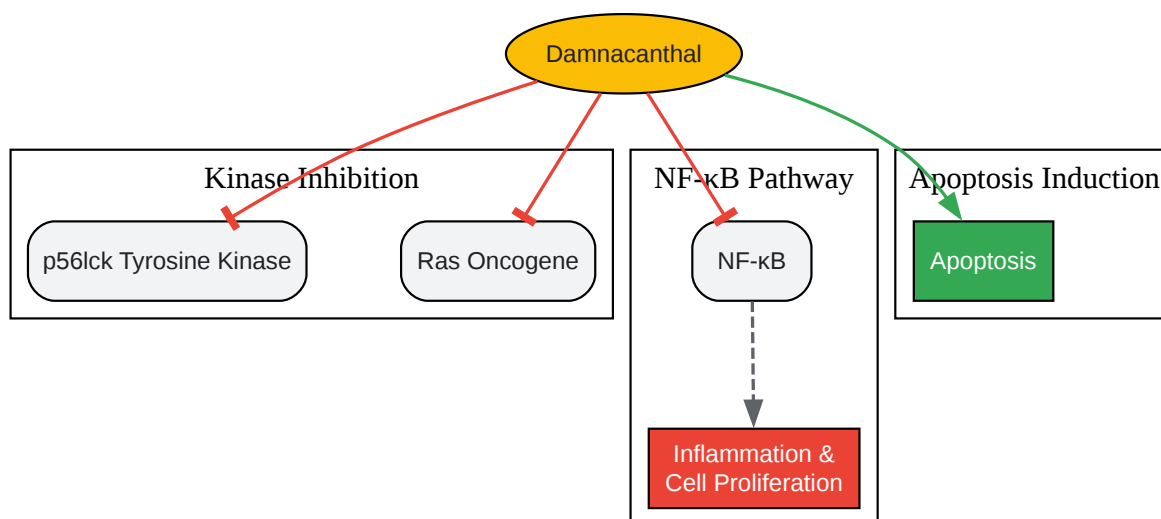 Damnacanthal
Kinase Inhibition
NF-κB Pathway
Apoptosis Induction
p56lck Tyrosine Kinase
Ras Oncogene
NF-κB
Apoptosis
Inflammation &
Cell Proliferation